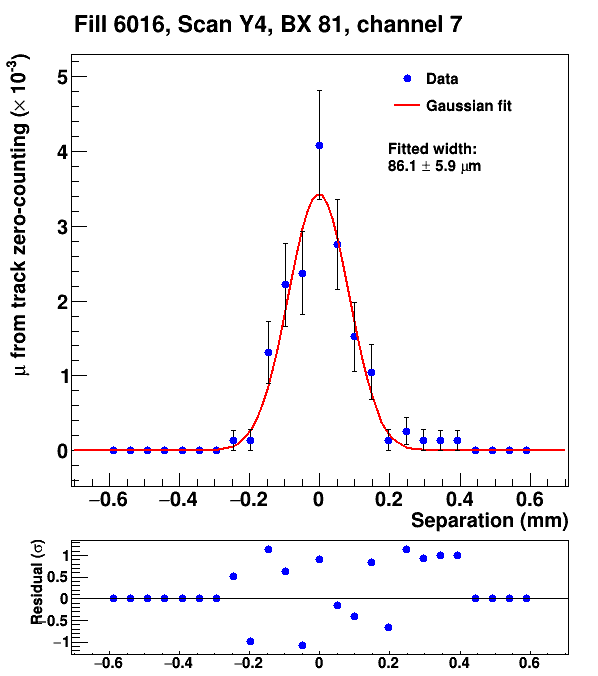 Fill 6016, Scan Y4, BX 81, channel 7
μ from track zero-counting (× 10⁻³)
5
4
3
2
1
0
Data
Gaussian fit
Fitted width:
86.1 ± 5.9 μm
−0.6 −0.4 −0.2 0 0.2 0.4 0.6
Separation (mm)
Residual (σ)
1
0.5
0
−0.5
−1
−0.6 −0.4 −0.2 0 0.2 0.4 0.6